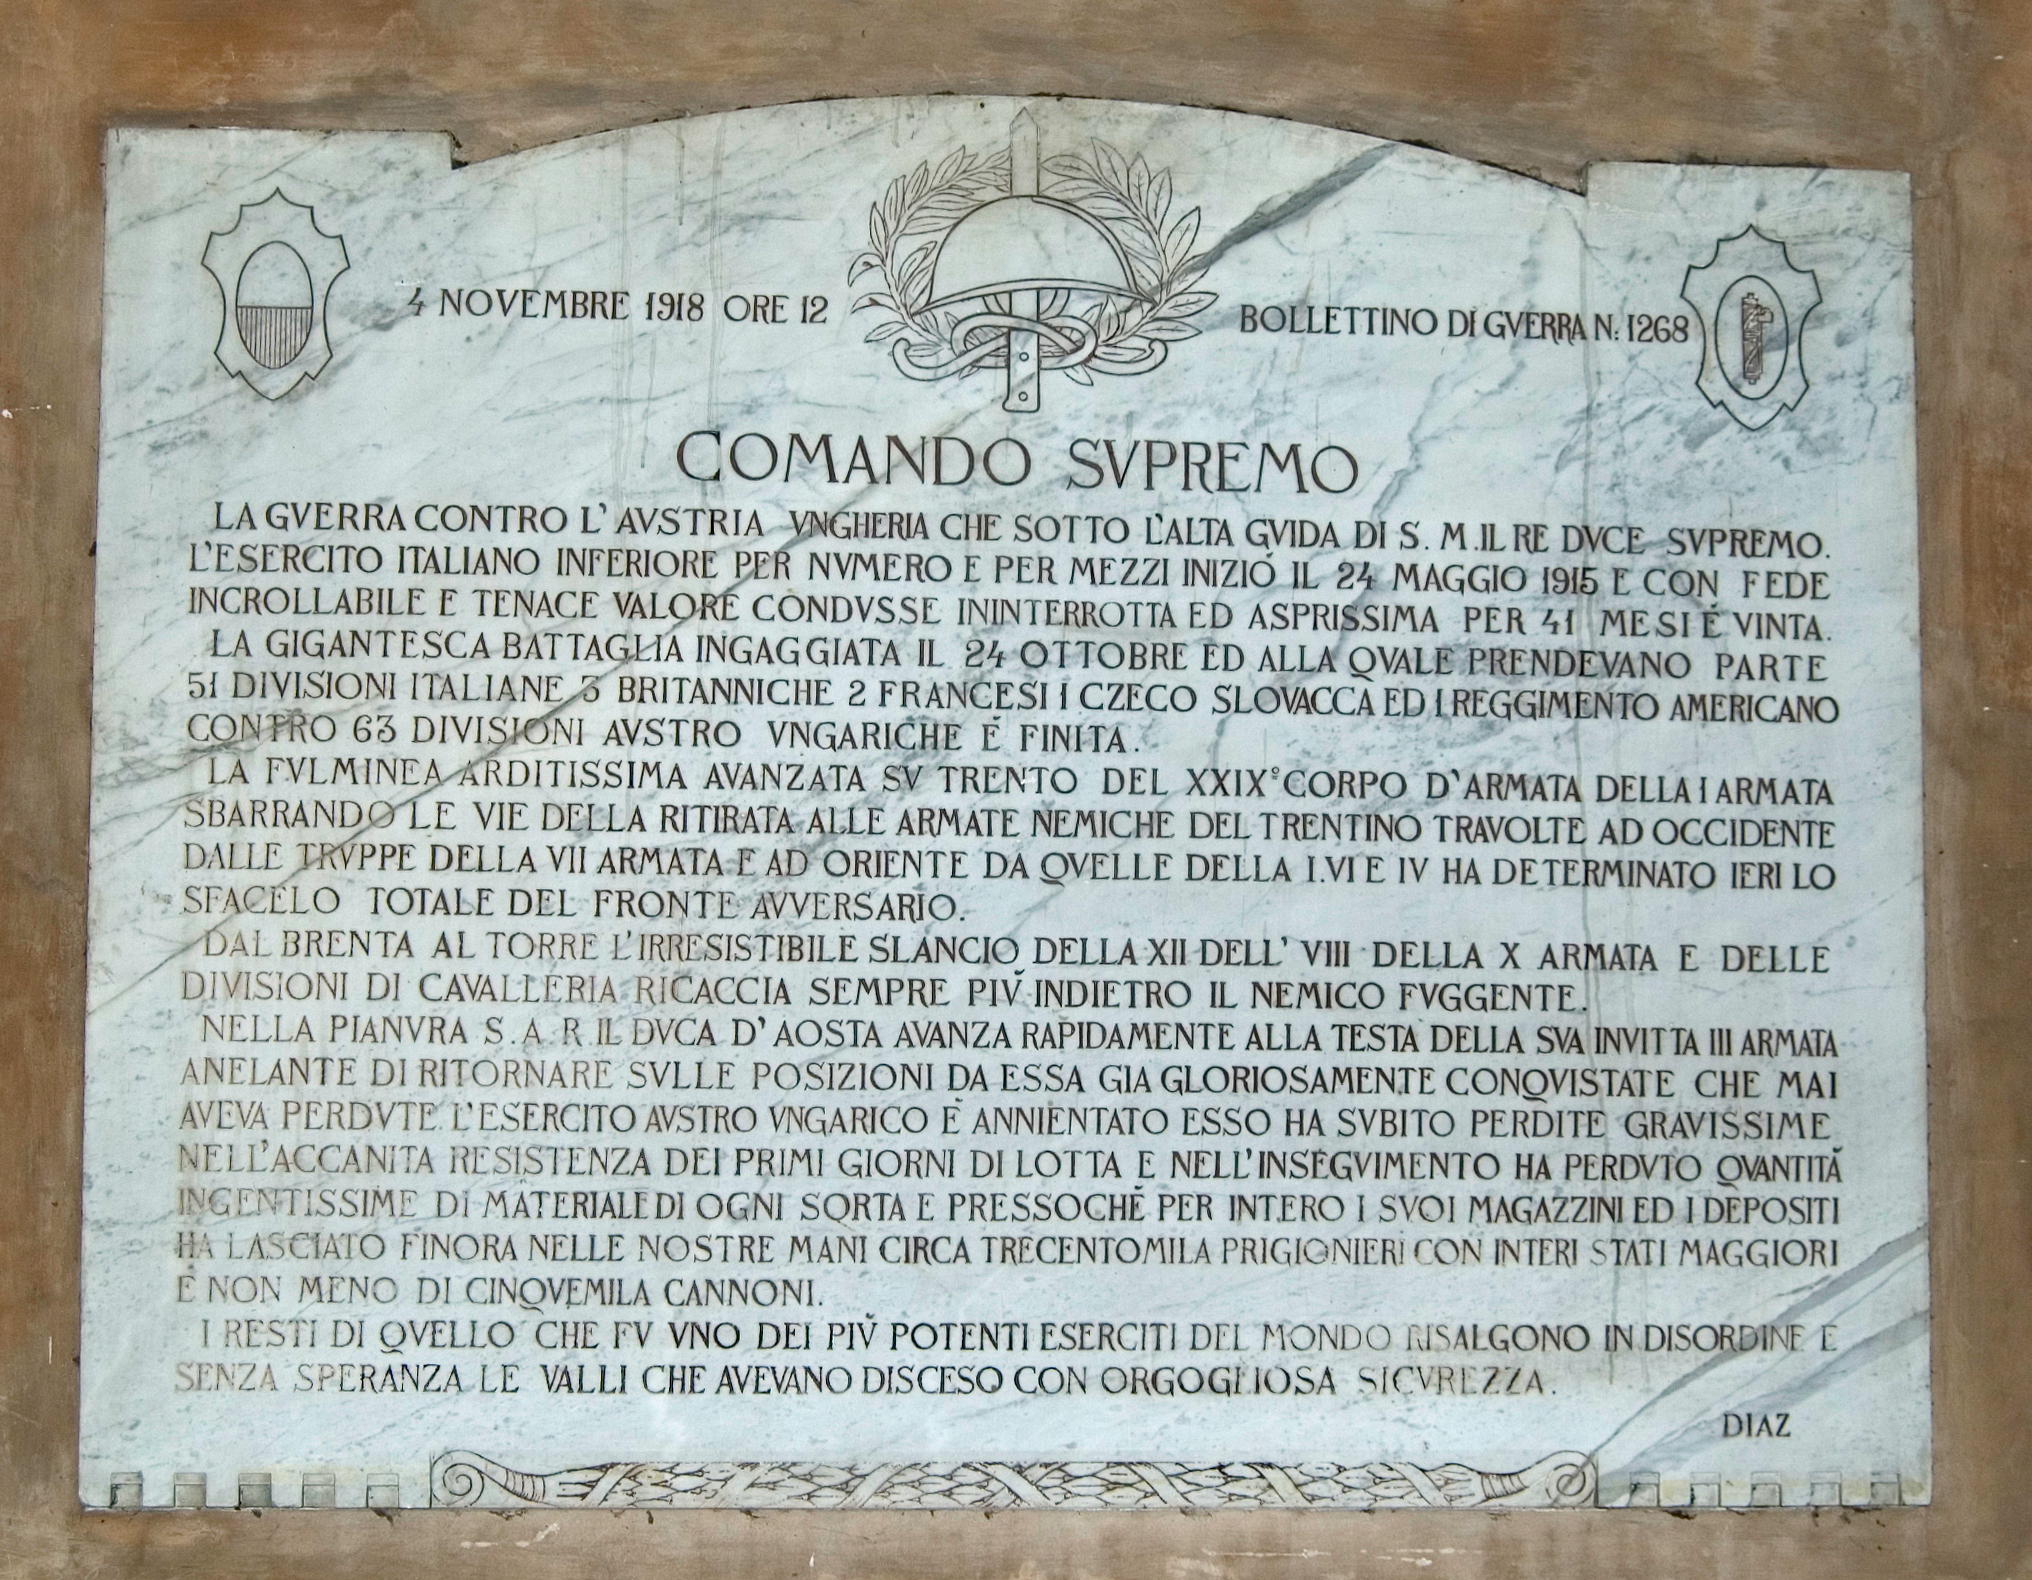 4 NOVEMBRE 1918 ORE 12
BOLLETTINO DI GVERRA N: 1268
COMANDO SVPREMO
LA GVERRA CONTRO L'AVSTRIA VNGHERIA CHE SOTTO L'ALTA GVIDA DI S. M. IL RE DVCE SVPREMO.
L'ESERCITO ITALIANO INFERIORE PER NVMERO E PER MEZZI INIZIÓ IL 24 MAGGIO 1915 E CON FEDE
INCROLLABILE E TENACE VALORE CONDVSSE ININTERROTTA ED ASPRISSIMA PER 41 MESI É VINTA.
LA GIGANTESCA BATTAGLIA INGAGGIATA IL 24 OTTOBRE ED ALLA QVALE PRENDEVANO PARTE
51 DIVISIONI ITALIANE 3 BRITANNICHE 2 FRANCESI 1 CZECO SLOVACCA ED 1 REGGIMENTO AMERICANO
CONTRO 63 DIVISIONI AVSTRO VNGARICHE É FINITA.
LA FVLMINEA ARDITISSIMA AVANZATA SV TRENTO DEL XXIX° CORPO D'ARMATA DELLA I ARMATA
SBARRANDO LE VIE DELLA RITIRATA ALLE ARMATE NEMICHE DEL TRENTINO TRAVOLTE AD OCCIDENTE
DALLE TRVPPE DELLA VII ARMATA E AD ORIENTE DA QVELLE DELLA I.VI E IV HA DETERMINATO IERI LO
SFACELO TOTALE DEL FRONTE AVVERSARIO.
DAL BRENTA AL TORRE L'IRRESISTIBILE SLANCIO DELLA XII DELL' VIII DELLA X ARMATA E DELLE
DIVISIONI DI CAVALLERIA RICACCIA SEMPRE PIV́ INDIETRO IL NEMICO FVGGENTE.
NELLA PIANVRA S. A. R. IL DVCA D'AOSTA AVANZA RAPIDAMENTE ALLA TESTA DELLA SVA INVITTA III ARMATA
ANELANTE DI RITORNARE SVLLE POSIZIONI DA ESSA GIA GLORIOSAMENTE CONQVISTATE CHE MAI
AVEVA PERDVTE. L'ESERCITO AVSTRO VNGARICO È ANNIENTATO ESSO HA SVBITO PERDITE GRAVISSIME
NELL'ACCANITA RESISTENZA DEI PRIMI GIORNI DI LOTTA E NELL'INSEGVIMENTO HA PERDVTO QVANTITÁ
INGENTISSIME DI MATERIALE DI OGNI SORTA E PRESSOCHÉ PER INTERO I SVOI MAGAZZINI ED I DEPOSITI
HA LASCIATO FINORA NELLE NOSTRE MANI CIRCA TRECENTOMILA PRIGIONIERI CON INTERI STATI MAGGIORI
E NON MENO DI CINQVEMILA CANNONI.
I RESTI DI QVELLO CHE FV VNO DEI PIV́ POTENTI ESERCITI DEL MONDO RISALGONO IN DISORDINE E
SENZA SPERANZA LE VALLI CHE AVEVANO DISCESO CON ORGOGLIOSA SICVREZZA.
DIAZ